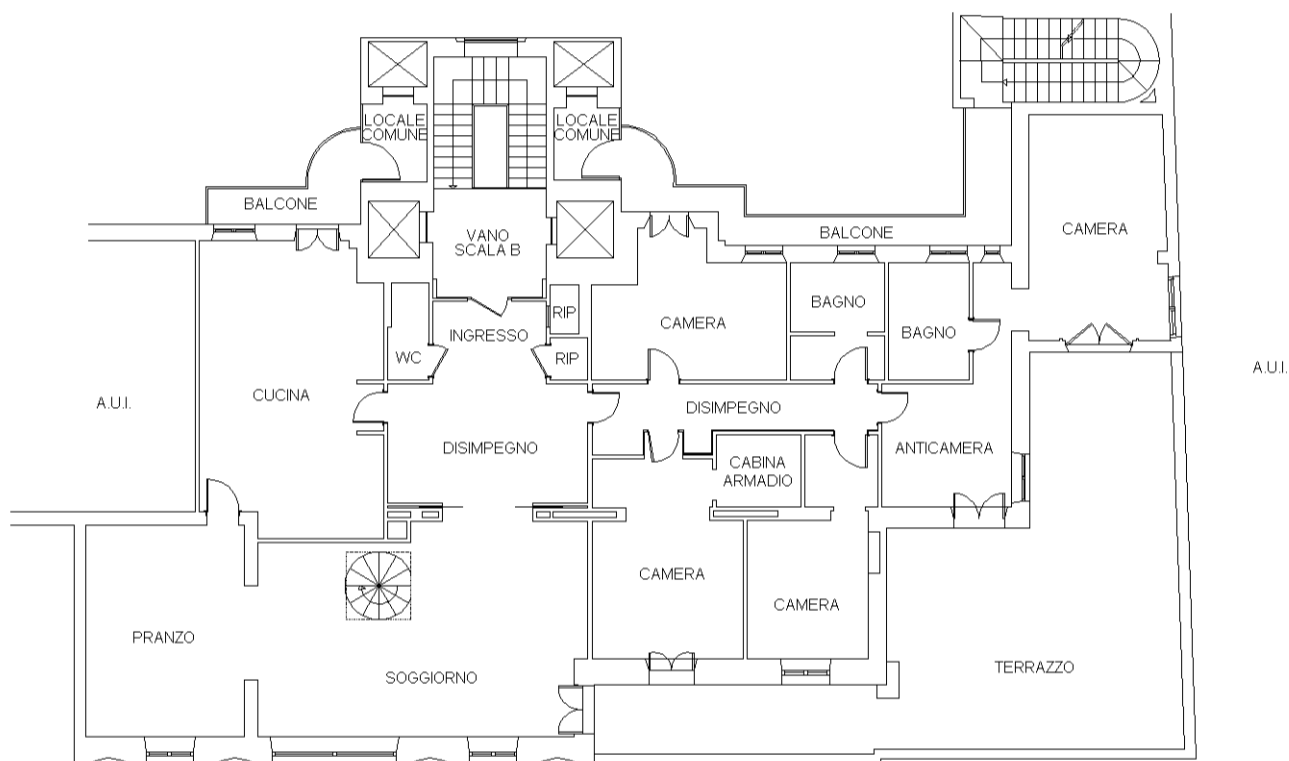 LOCALE
COMUNE
LOCALE
COMUNE
BALCONE
VANO
SCALA B
BALCONE
CAMERA
BAGNO
RIP
CAMERA
INGRESSO
BAGNO
WC
RIP
A.U.I.
CUCINA
A.U.I.
DISIMPEGNO
DISIMPEGNO
ANTICAMERA
CABINA
ARMADIO
CAMERA
CAMERA
PRANZO
SOGGIORNO
TERRAZZO